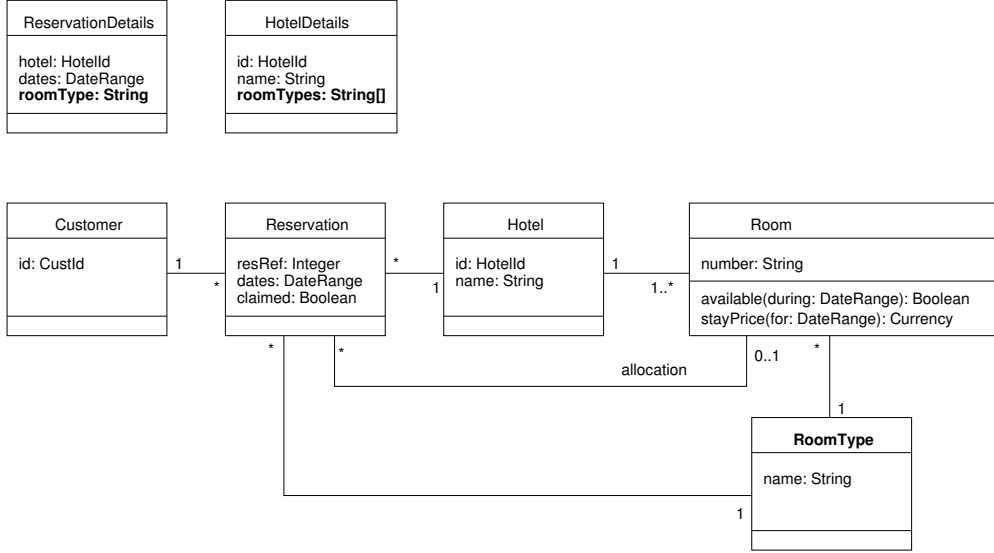 ReservationDetails
hotel: HotelId
dates: DateRange
roomType: String
HotelDetails
id: HotelId
name: String
roomTypes: String[]
Customer
id: CustId
1
*
Reservation
resRef: Integer
dates: DateRange
claimed: Boolean
*
1
Hotel
id: HotelId
name: String
1
1..*
Room
number: String
available(during: DateRange): Boolean
stayPrice(for: DateRange): Currency
*
*
allocation
0..1
*
1
RoomType
name: String
1